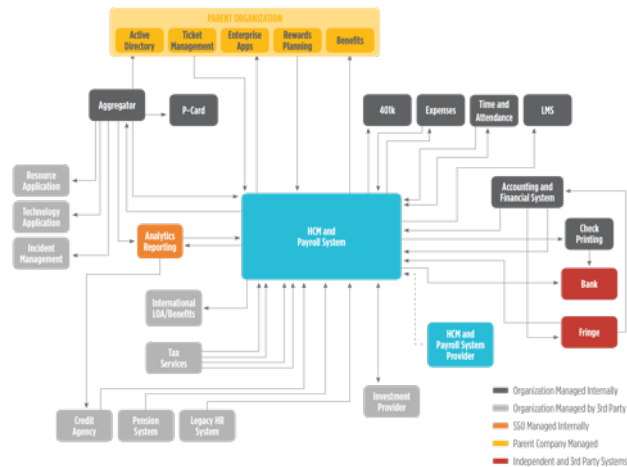 PARENT ORGANIZATION
Active
Directory
Ticket
Management
Enterprise
Apps
Rewards
Planning
Benefits
Aggregator
P-Card
401k
Expenses
Time and
Attendance
LMS
Resource
Application
Technology
Application
Incident
Management
Analytics
Reporting
HCM and
Payroll System
Accounting and
Financial System
Check
Printing
Bank
Fringe
International
LOA/Benefits
Tax
Services
HCM and
Payroll System
Provider
Credit
Agency
Pension
System
Legacy HR
System
Investment
Provider
Organization Managed Internally
Organization Managed by 3rd Party
SSO Managed Internally
Parent Company Managed
Independent and 3rd Party Systems